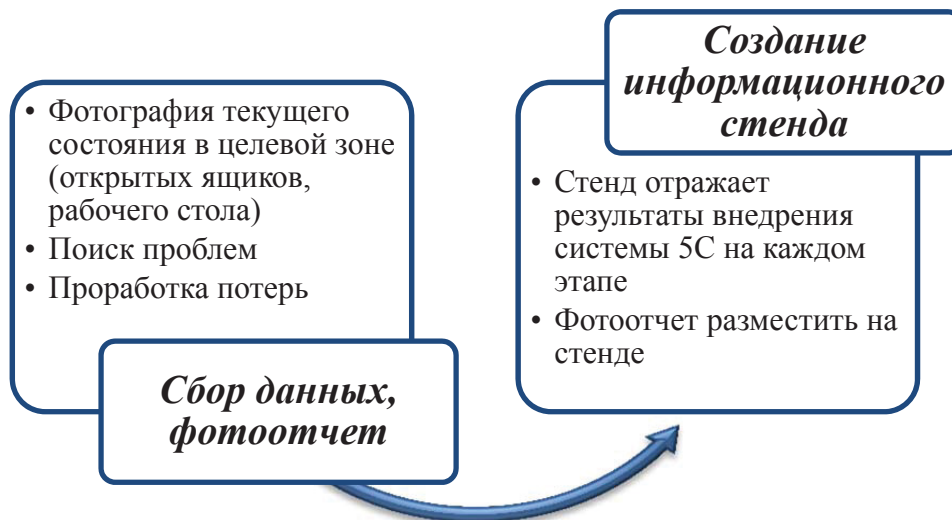 • Фотография текущего
состояния в целевой зоне
(открытых ящиков,
рабочего стола)
• Поиск проблем
• Проработка потерь
Сбор данных,
фотоотчет
Создание
информационного
стенда
• Стенд отражает
результаты внедрения
системы 5С на каждом
этапе
• Фотоотчет разместить на
стенде